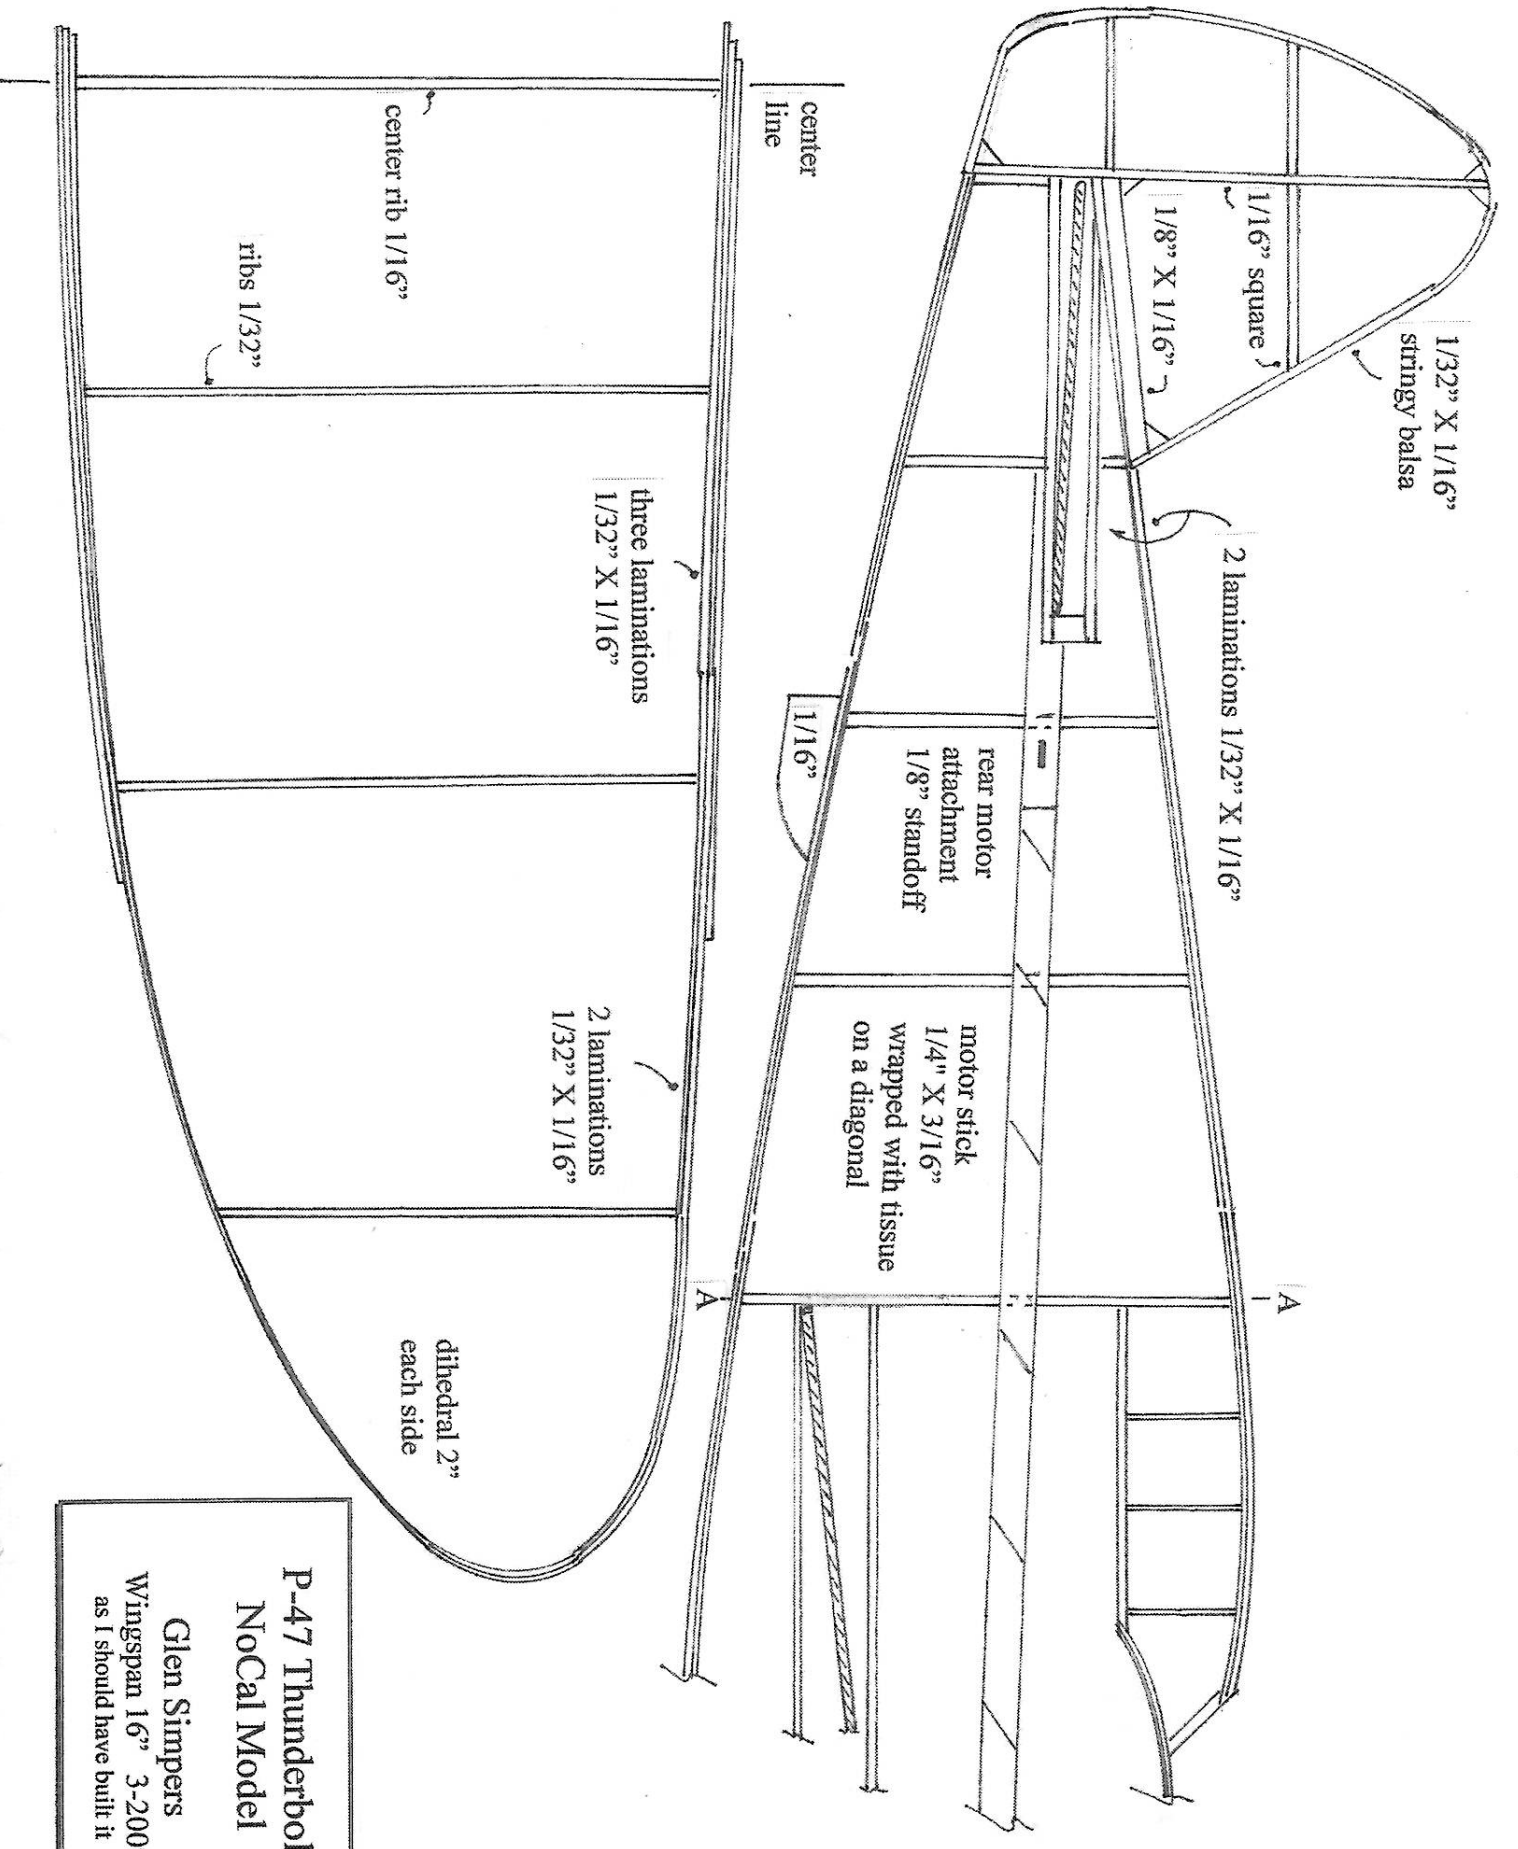 1/32” X 1/16”
stringy balsa
1/16” square
1/8” X 1/16”
2 laminations 1/32” X 1/16”
A
center
line
1/16”
rear motor
attachment
1/8” standoff
motor stick
1/4" X 3/16"
wrapped with tissue
on a diagonal
A
three laminations
1/32” X 1/16”
2 laminations
1/32” X 1/16”
center rib 1/16”
ribs 1/32”
dihedral 2”
each side
P-47 Thunderbol
NoCal Model
Glen Simpers
Wingspan 16” 3-200
as I should have built it